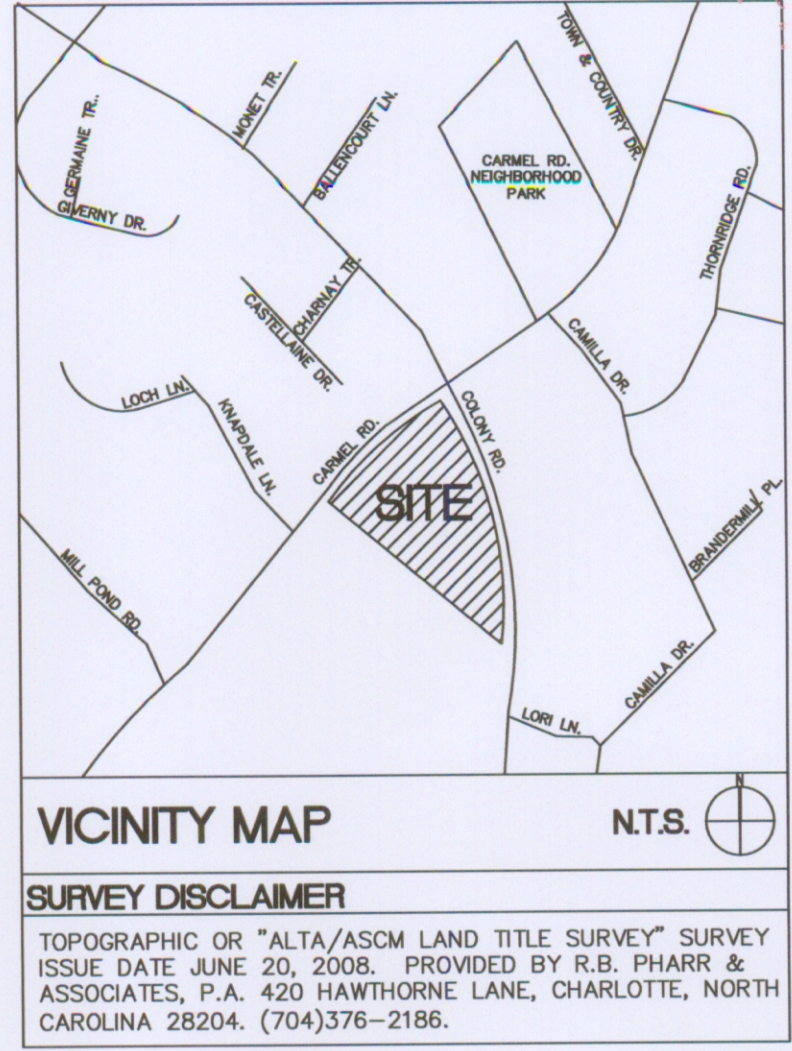 TOWN & COUNTRY DR.
MONET TR.
BALLENCOURT LN.
GERMAINE TR..
GIVERNY DR.
CARMEL RD.
NEIGHBORHOOD
PARK
THORNRIDGE RD.
CHARNAY TR.
CASTELLAINE DR.
CAMILLA DR.
LOCH LN.
KNAPDALE LN.
CARMEL RD.
COLONY RD.
SITE
BRANDERMILL PL.
MILL POND RD.
CAMILLA DR.
LORI LN.
VICINITY MAP
N.T.S.
N
SURVEY DISCLAIMER
TOPOGRAPHIC OR "ALTA/ASCM LAND TITLE SURVEY" SURVEY
ISSUE DATE JUNE 20, 2008. PROVIDED BY R.B. PHARR &
ASSOCIATES, P.A. 420 HAWTHORNE LANE, CHARLOTTE, NORTH
CAROLINA 28204. (704)376-2186.